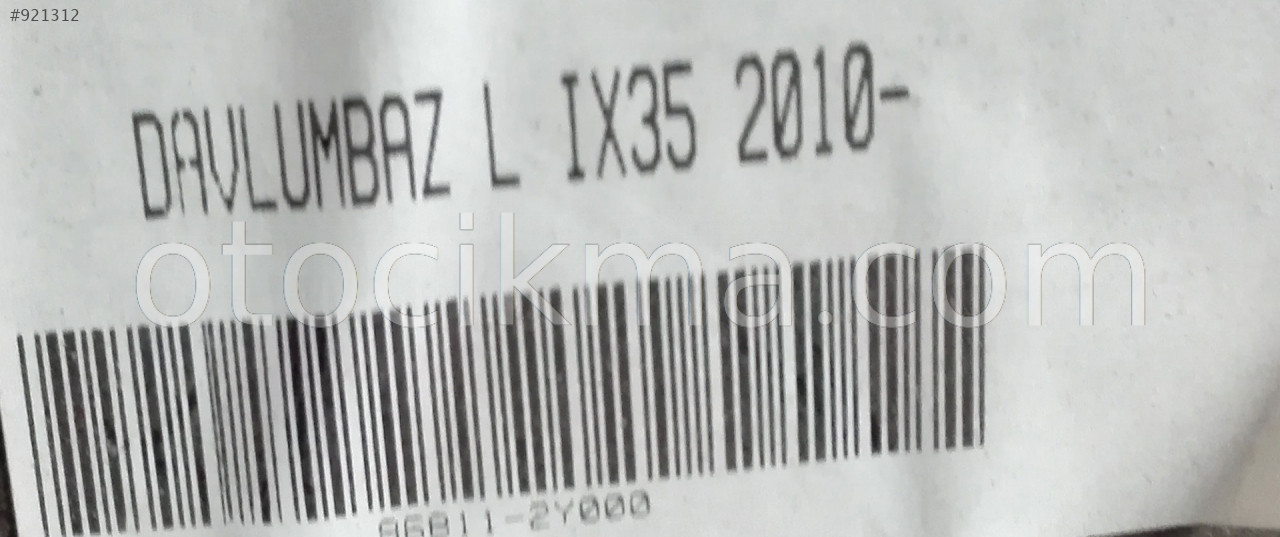 #921312
DAVLUMBAZ L IX35 2010-
otocikma.com
86811-2Y000